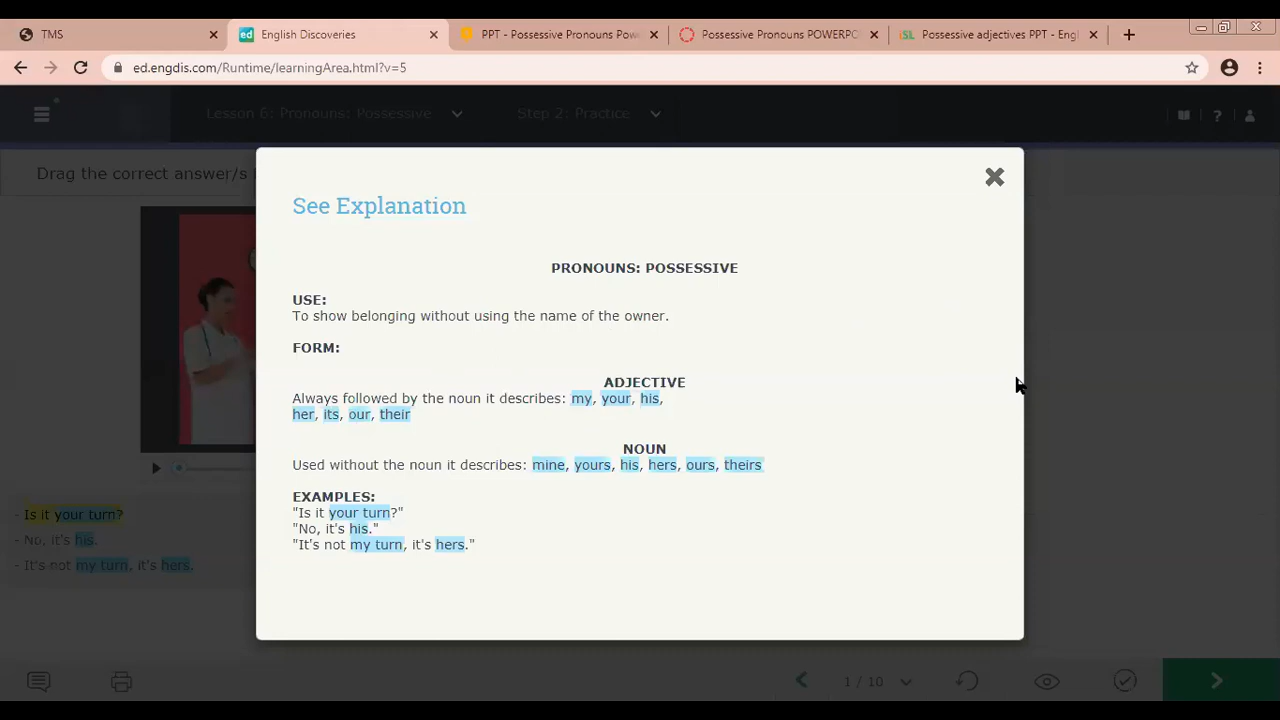 TMS
English Discoveries
PPT - Possessive Pronouns Pow
Possessive Pronouns POWERPO
Possessive adjectives PPT - Engl
ed.engdis.com/Runtime/learningArea.html?v=5
Lesson 6: Pronouns: Possessive
Step 2: Practice
Drag the correct answer/s
See Explanation
PRONOUNS: POSSESSIVE
USE:
To show belonging without using the name of the owner.
FORM:
ADJECTIVE
Always followed by the noun it describes: my, your, his,
her, its, our, their
NOUN
Used without the noun it describes: mine, yours, his, hers, ours, theirs
EXAMPLES:
"Is it your turn?"
"No, it's his."
"It's not my turn, it's hers."
- Is it your turn?
- No, it's his.
- It's not my turn, it's hers.
1 / 10